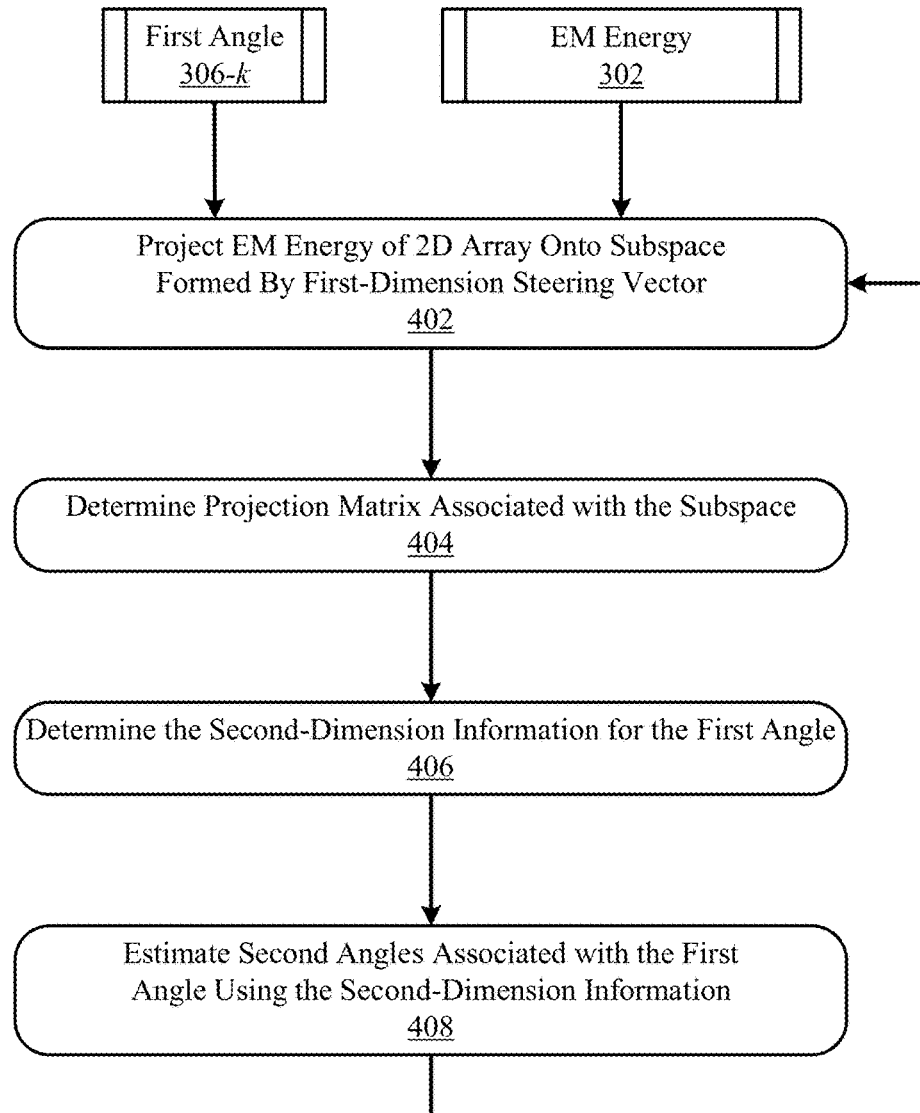 First Angle
306-k
EM Energy
302
Project EM Energy of 2D Array Onto Subspace
Formed By First-Dimension Steering Vector
402
Determine Projection Matrix Associated with the Subspace
404
Determine the Second-Dimension Information for the First Angle
406
Estimate Second Angles Associated with the First
Angle Using the Second-Dimension Information
408